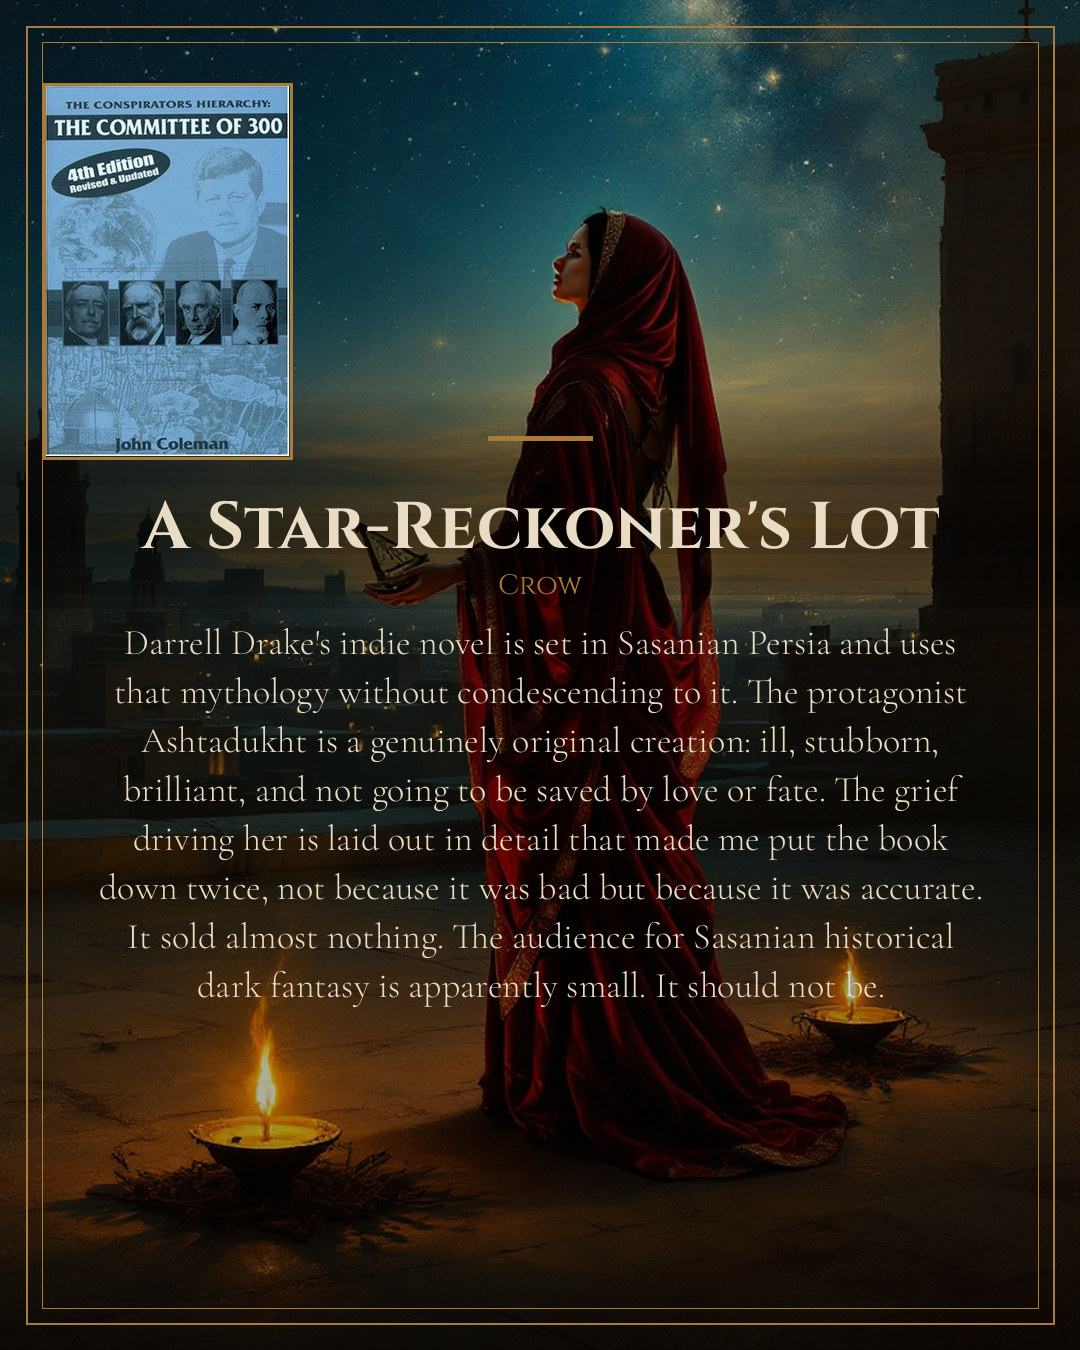 THE CONSPIRATORS HIERARCHY:
THE COMMITTEE OF 300
4th Edition
Revised & Updated
John Coleman
A Star-Reckoner's Lot
Crow
Darrell Drake's indie novel is set in Sasanian Persia and uses
that mythology without condescending to it. The protagonist
Ashtadukht is a genuinely original creation: ill, stubborn,
brilliant, and not going to be saved by love or fate. The grief
driving her is laid out in detail that made me put the book
down twice, not because it was bad but because it was accurate.
It sold almost nothing. The audience for Sasanian historical
dark fantasy is apparently small. It should not be.